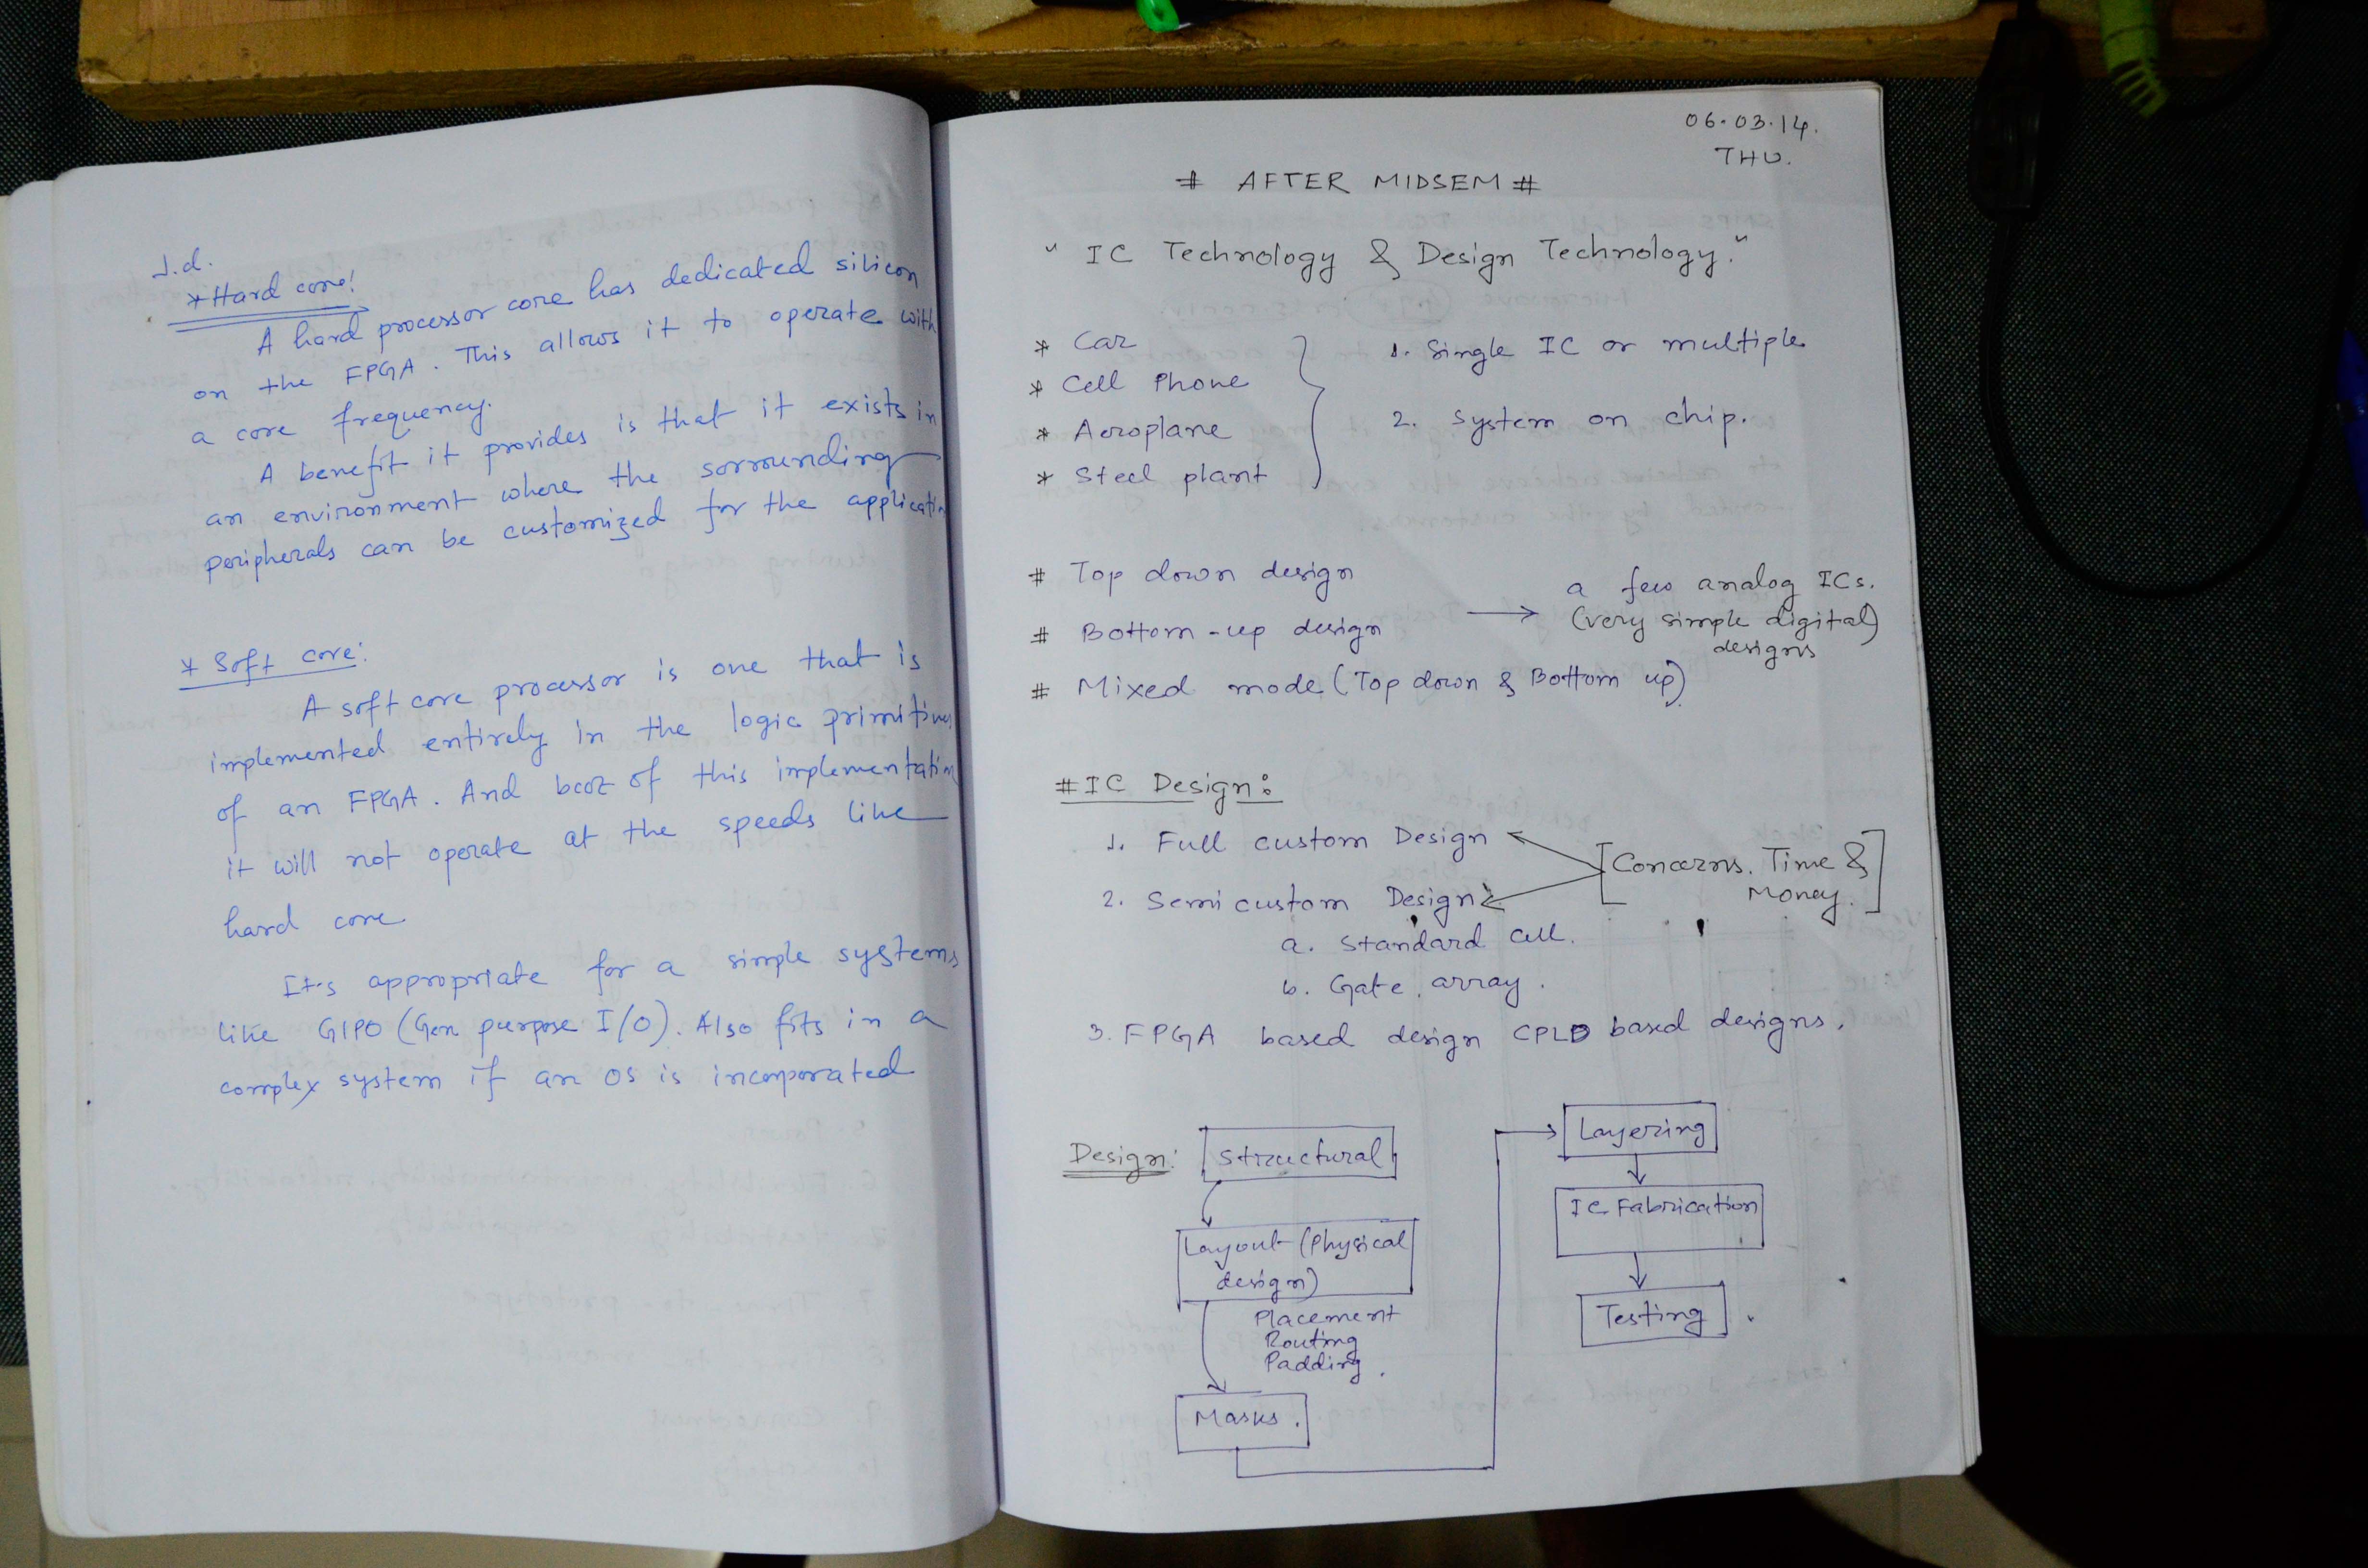 1.d.
* Hard core!
A hard processor core has dedicated silicon
on the FPGA. This allows it to operate with
a core frequency.
A benefit it provides is that it exists in
an environment where the sorrounding
peripherals can be customized for the applicatin
* Soft core:
A soft core processor is one that is
implemented entirely in the logic primitives
of an FPGA. And bcoz of this implementation
it will not operate at the speeds like
hard core
It's appropriate for a simple systems
like GIPO (Gen purpose I/O). Also fits in a
complex system if an OS is incorporated
06.03.14.
THU.
# AFTER MIDSEM #
" IC Technology & Design Technology."
* Car
* Cell Phone
* Aeroplane
* Steel plant
1. Single IC or multiple
2. System on chip.
# Top down design
# Bottom-up design → a few analog ICs.
(very simple digital)
designs
# Mixed mode (Top down & Bottom up)
# IC Design:
1. Full custom Design
2. Semi custom Design
[Concerns. Time &
Money.]
a. Standard cell.
b. Gate array.
3. FPGA based design CPLD based designs.
Design: Structural
Layout (Physical
design)
Placement
Routing
Padding.
Masks.
Layering
IC Fabrication
Testing.